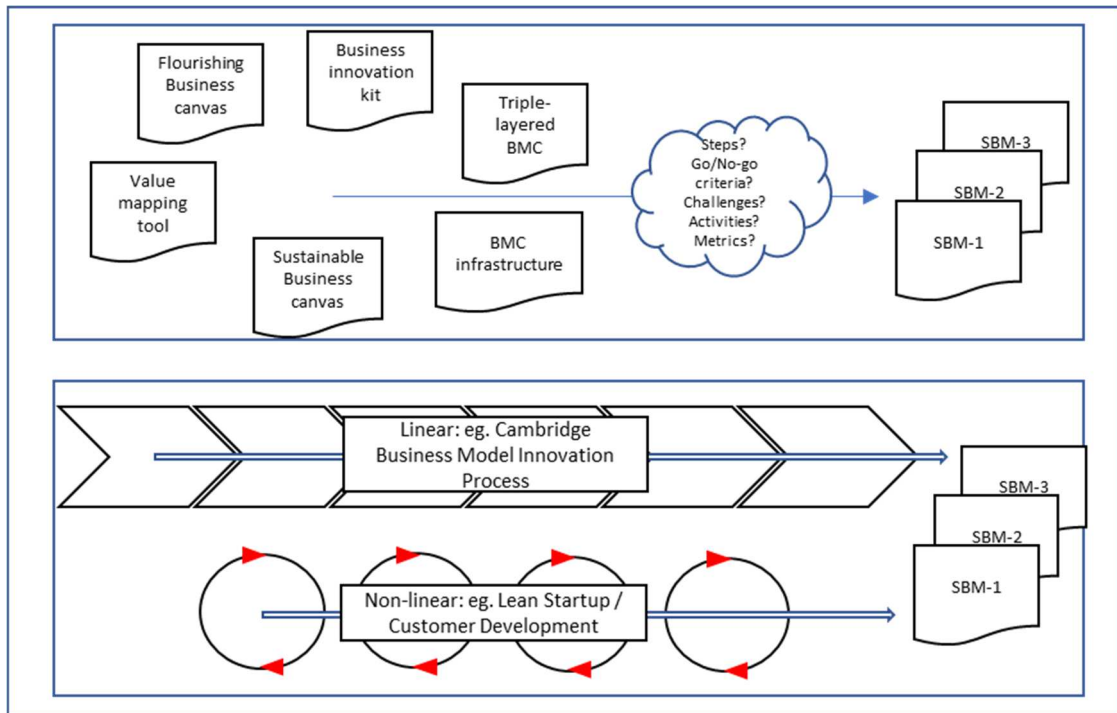 Flourishing
Business
canvas
Business
innovation
kit
Triple-
layered
BMC
Value
mapping
tool
Sustainable
Business
canvas
BMC
infrastructure
Steps?
Go/No-go
criteria?
Challenges?
Activities?
Metrics?
SBM-3
SBM-2
SBM-1
Linear: eg. Cambridge
Business Model Innovation
Process
Non-linear: eg. Lean Startup /
Customer Development
SBM-3
SBM-2
SBM-1